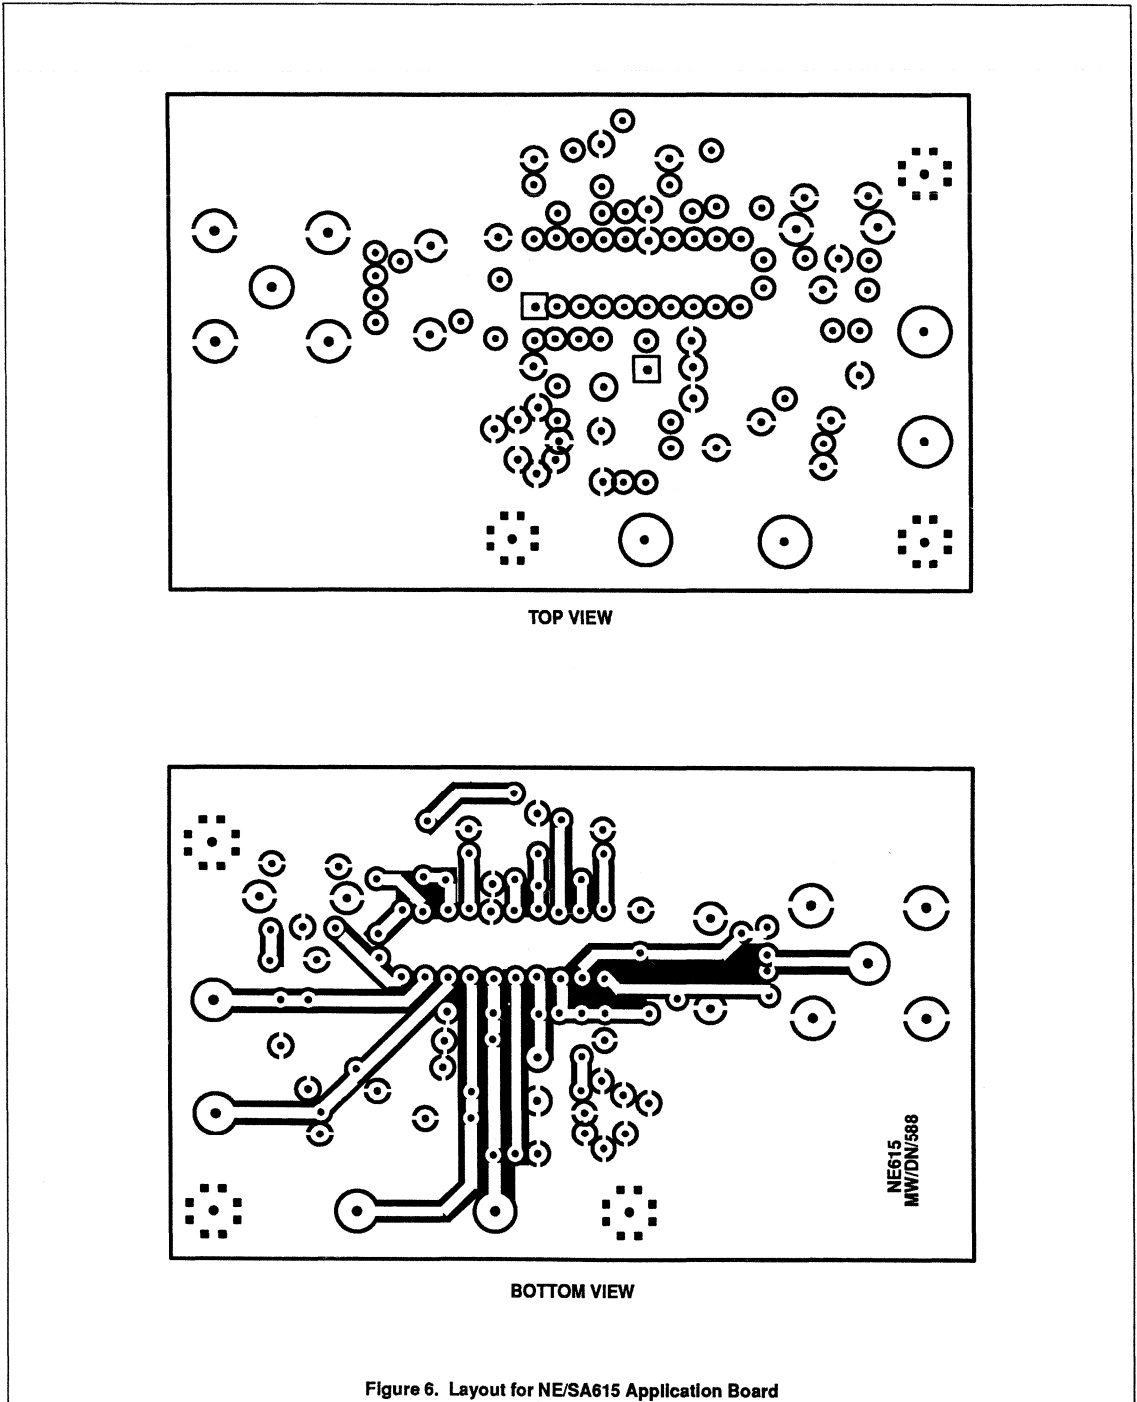 TOP VIEW
NE615
MW/DN/588
BOTTOM VIEW
Figure 6. Layout for NE/SA615 Application Board